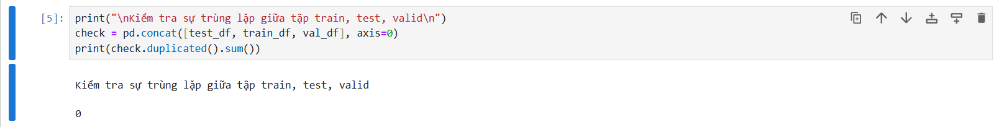 [5]: print("\nKiểm tra sự trùng lặp giữa tập train, test, valid\n")
check = pd.concat([test_df, train_df, val_df], axis=0)
print(check.duplicated().sum())
Kiểm tra sự trùng lặp giữa tập train, test, valid
0